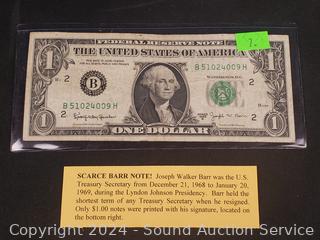 FEDERAL RESERVE NOTE
THE UNITED STATES OF AMERICA
WASHINGTON, D.C.
B 51024009 H
2
2
B
B 51024009 H
2
2
1
1
1
1
ONE DOLLAR
SCARCE BARR NOTE! Joseph Walker Barr was the U.S.
Treasury Secretary from December 21, 1968 to January 20,
1969, during the Lyndon Johnson Presidency. Barr held the
shortest term of any Treasury Secretary when he resigned.
Only $1.00 notes were printed with his signature, located on
the bottom right.
Copyright 2024 - Sound Auction Service